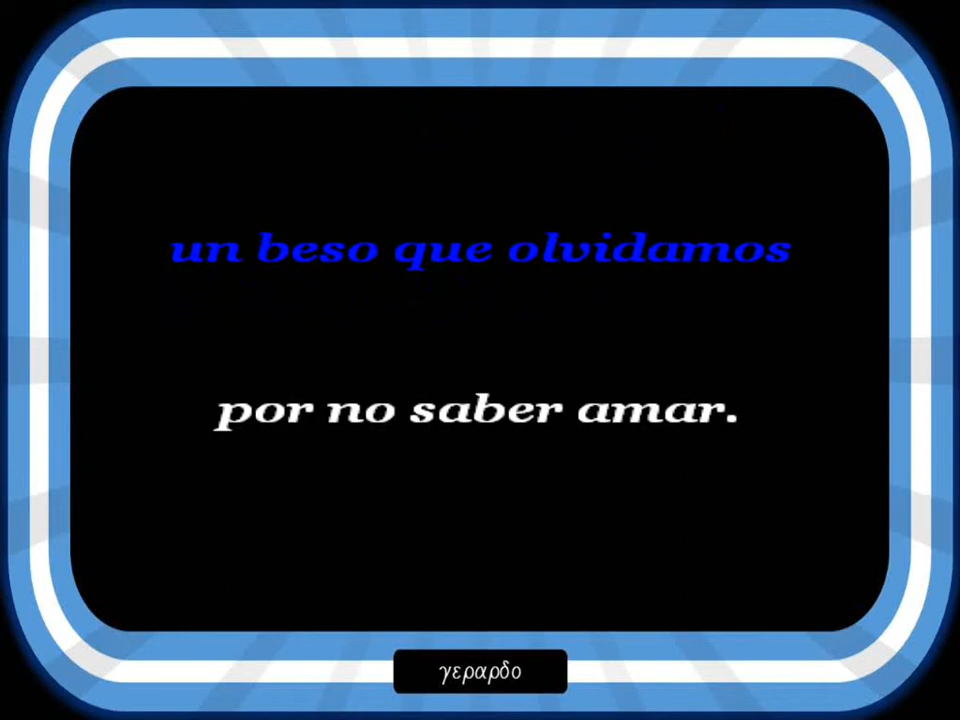 un beso que olvidamos
por no saber amar.
γεραρδο